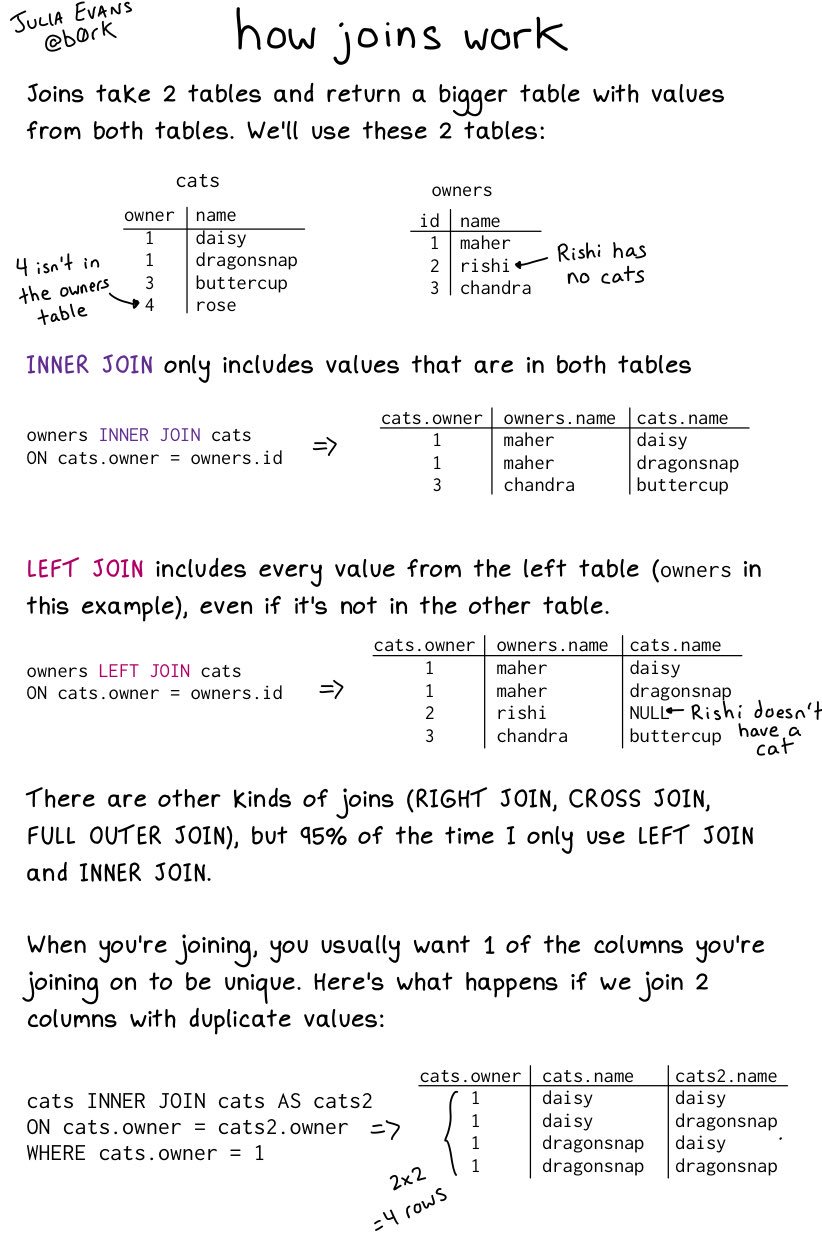 JULIA EVANS
@b0rk
how joins work
Joins take 2 tables and return a bigger table with values
from both tables. We'll use these 2 tables:
cats
owner name
1 daisy
1 dragonsnap
3 buttercup
4 rose
4 isn't in
the owners
table
owners
id name
1 maher
2 rishi
3 chandra
Rishi has
no cats
INNER JOIN only includes values that are in both tables
owners INNER JOIN cats
ON cats.owner = owners.id
=>
cats.owner owners.name cats.name
1 maher daisy
1 maher dragonsnap
3 chandra buttercup
LEFT JOIN includes every value from the left table (owners in
this example), even if it's not in the other table.
owners LEFT JOIN cats
ON cats.owner = owners.id
=>
cats.owner owners.name cats.name
1 maher daisy
1 maher dragonsnap
2 rishi NULL
3 chandra buttercup
Rishi doesn't
have a
cat
There are other kinds of joins (RIGHT JOIN, CROSS JOIN,
FULL OUTER JOIN), but 95% of the time I only use LEFT JOIN
and INNER JOIN.
When you're joining, you usually want 1 of the columns you're
joining on to be unique. Here's what happens if we join 2
columns with duplicate values:
cats INNER JOIN cats AS cats2
ON cats.owner = cats2.owner =>
WHERE cats.owner = 1
cats.owner cats.name cats2.name
1 daisy daisy
1 daisy dragonsnap
1 dragonsnap daisy
1 dragonsnap dragonsnap
2x2
=4 rows